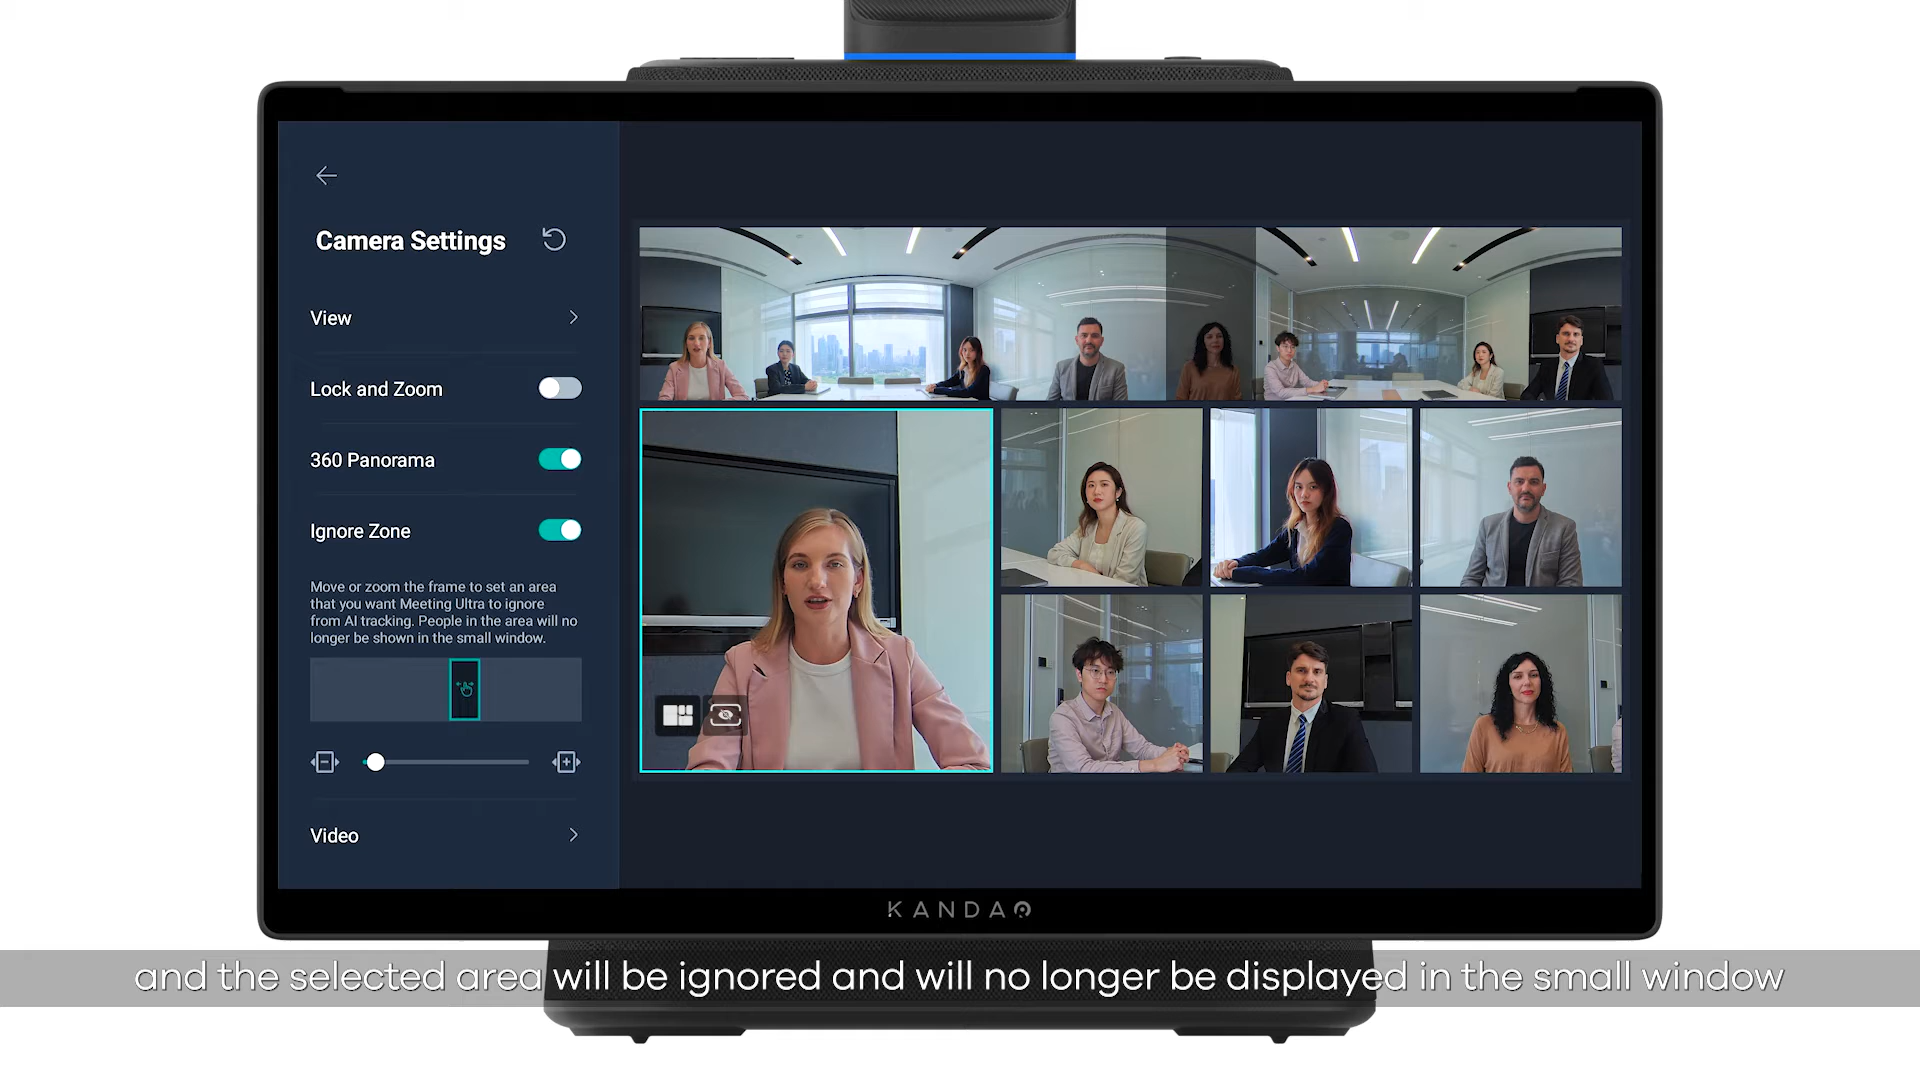 Camera Settings
View
Lock and Zoom
360 Panorama
Ignore Zone
Move or zoom the frame to set an area
that you want Meeting Ultra to ignore
from AI tracking. People in the area will no
longer be shown in the small window.
Video
KANDAO
and the selected area will be ignored and will no longer be displayed in the small window